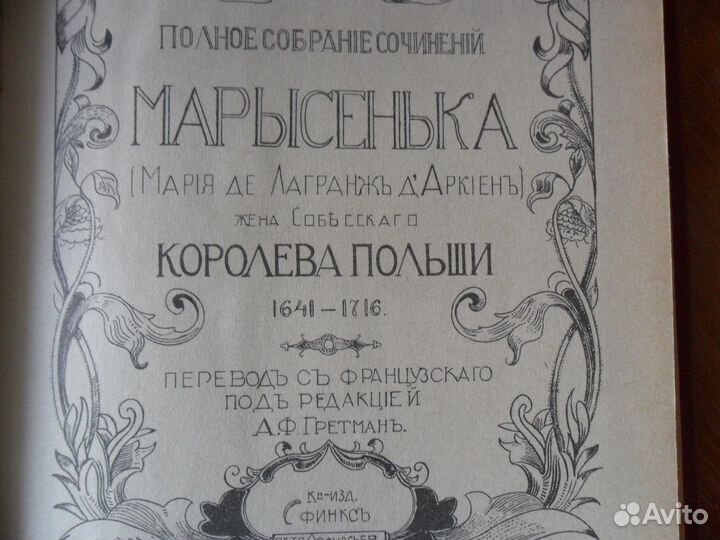 ПОЛНОЕ СОБРАНІЕ СОЧИНЕНІЙ
МАРЫСЕНЬКА
(МАРІЯ ДЕ ЛАГРАНЖЪ Д'АРКІЕНЪ)
ЖЕНА СОБѢССКАГО
КОРОЛЕВА ПОЛЬШИ
1641-1716.
ПЕРЕВОДЪ СЪ ФРАНЦУЗСКАГО
ПОДЪ РЕДАКЦІЕЙ
Д.Ф.ГРЕТМАНЪ.
КН-ИЗД.
СФИНКСЪ
Avito